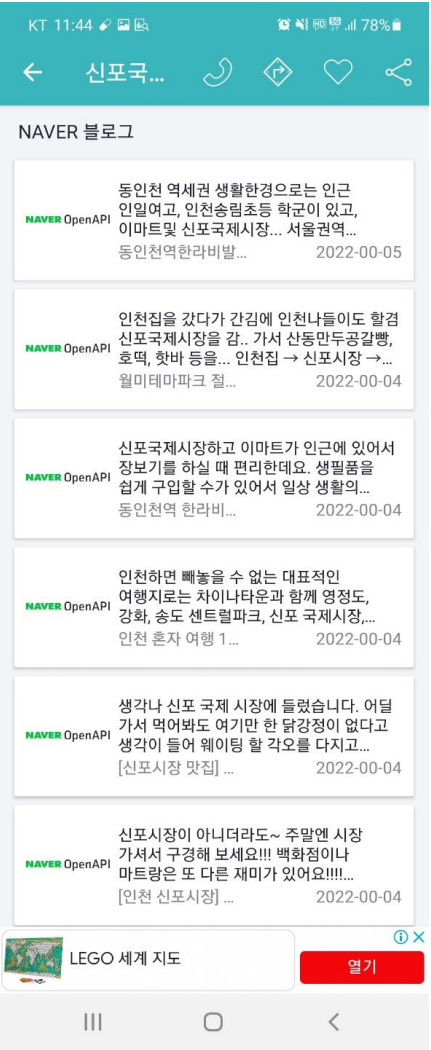 KT 11:44
78%
신포국...
NAVER 블로그
동인천 역세권 생활한경으로는 인근
인일여고, 인천송림초등 학군이 있고,
NAVER OpenAPI
이마트및 신포국제시장... 서울권역...
동인천역한라비발... 2022-00-05
인천집을 갔다가 간김에 인천나들이도 할겸
신포국제시장을 감.. 가서 산동만두공갈빵,
NAVER OpenAPI
호떡, 핫바 등을... 인천집 → 신포시장 →...
월미테마파크 절... 2022-00-04
신포국제시장하고 이마트가 인근에 있어서
장보기를 하실 때 편리한데요. 생필품을
NAVER OpenAPI
쉽게 구입할 수가 있어서 일상 생활의...
동인천역 한라비... 2022-00-04
인천하면 빼놓을 수 없는 대표적인
여행지로는 차이나타운과 함께 영정도,
NAVER OpenAPI
강화, 송도 센트럴파크, 신포 국제시장,...
인천 혼자 여행 1... 2022-00-04
생각나 신포 국제 시장에 들렀습니다. 어딜
가서 먹어봐도 여기만 한 닭강정이 없다고
NAVER OpenAPI
생각이 들어 웨이팅 할 각오를 다지고...
[신포시장 맛집] ... 2022-00-04
신포시장이 아니더라도~ 주말엔 시장
가셔서 구경해 보세요!!! 백화점이나
NAVER OpenAPI
마트랑은 또 다른 재미가 있어요!!!!...
[인천 신포시장] ... 2022-00-04
LEGO 세계 지도
열기